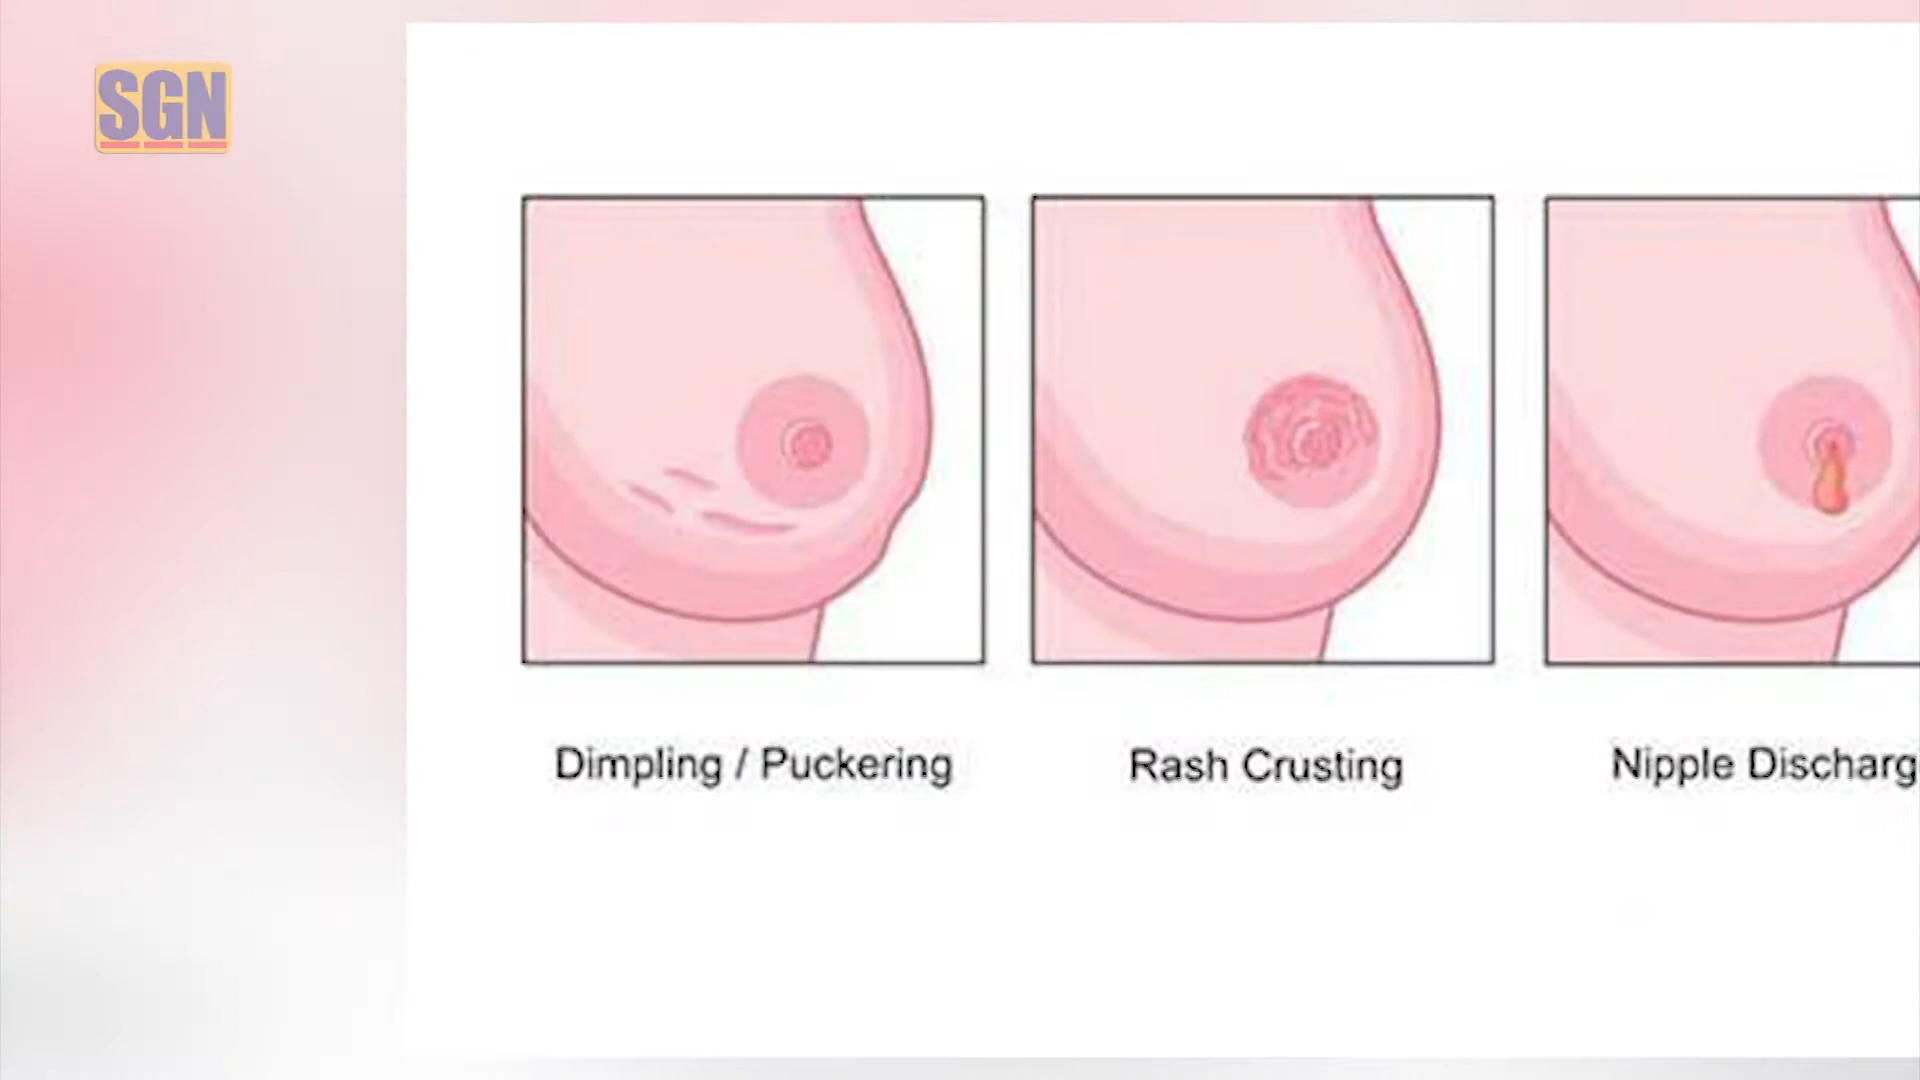 SGN
Dimpling / Puckering
Rash Crusting
Nipple Discharg